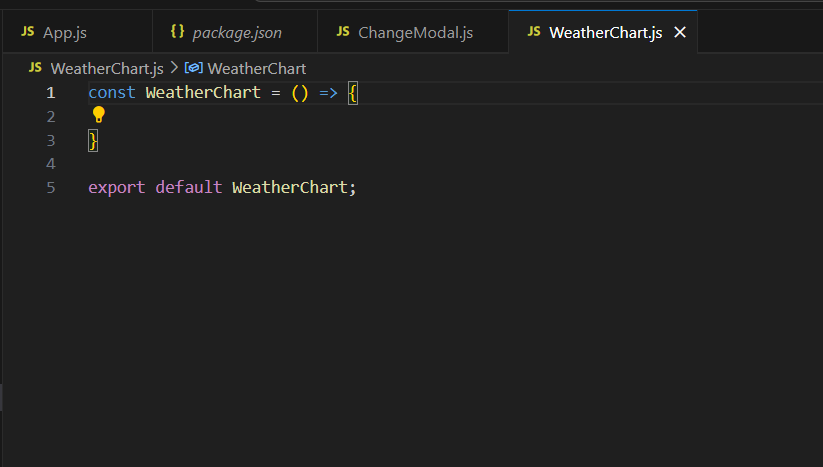 JS App.js {} package.json JS ChangeModal.js JS WeatherChart.js ×
JS WeatherChart.js > WeatherChart
1 const WeatherChart = () => {
2
3 }
4
5 export default WeatherChart;